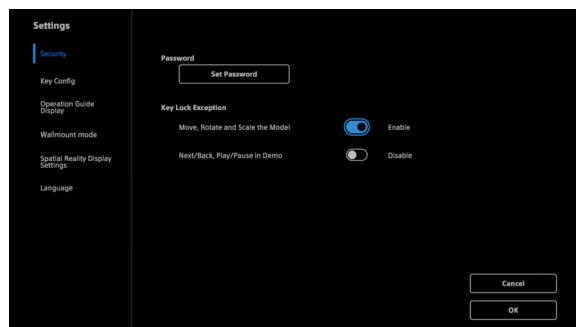 Settings
Security
Key Config
Operation Guide
Display
Wallmount mode
Spatial Reality Display
Settings
Language
Password
Set Password
Key Lock Exception
Move, Rotate and Scale the Model
Enable
Next/Back, Play/Pause in Demo
Disable
Cancel
OK